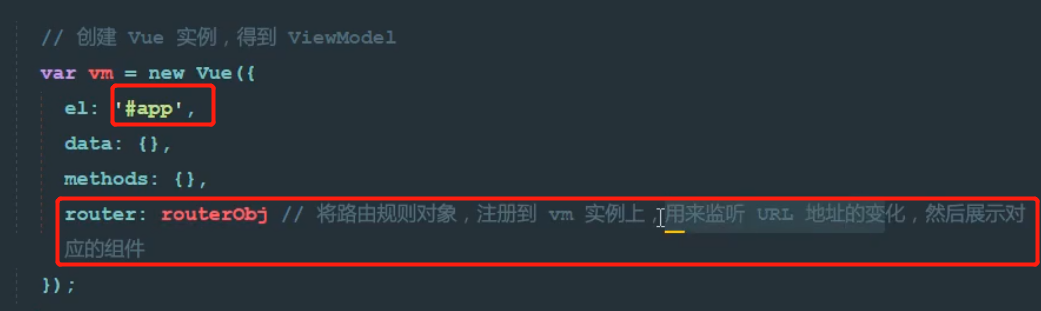 // 创建 Vue 实例，得到 ViewModel
var vm = new Vue({
el: '#app',
data: {},
methods: {},
router: routerObj // 将路由规则对象，注册到 vm 实例上，用来监听 URL 地址的变化，然后展示对
应的组件
});